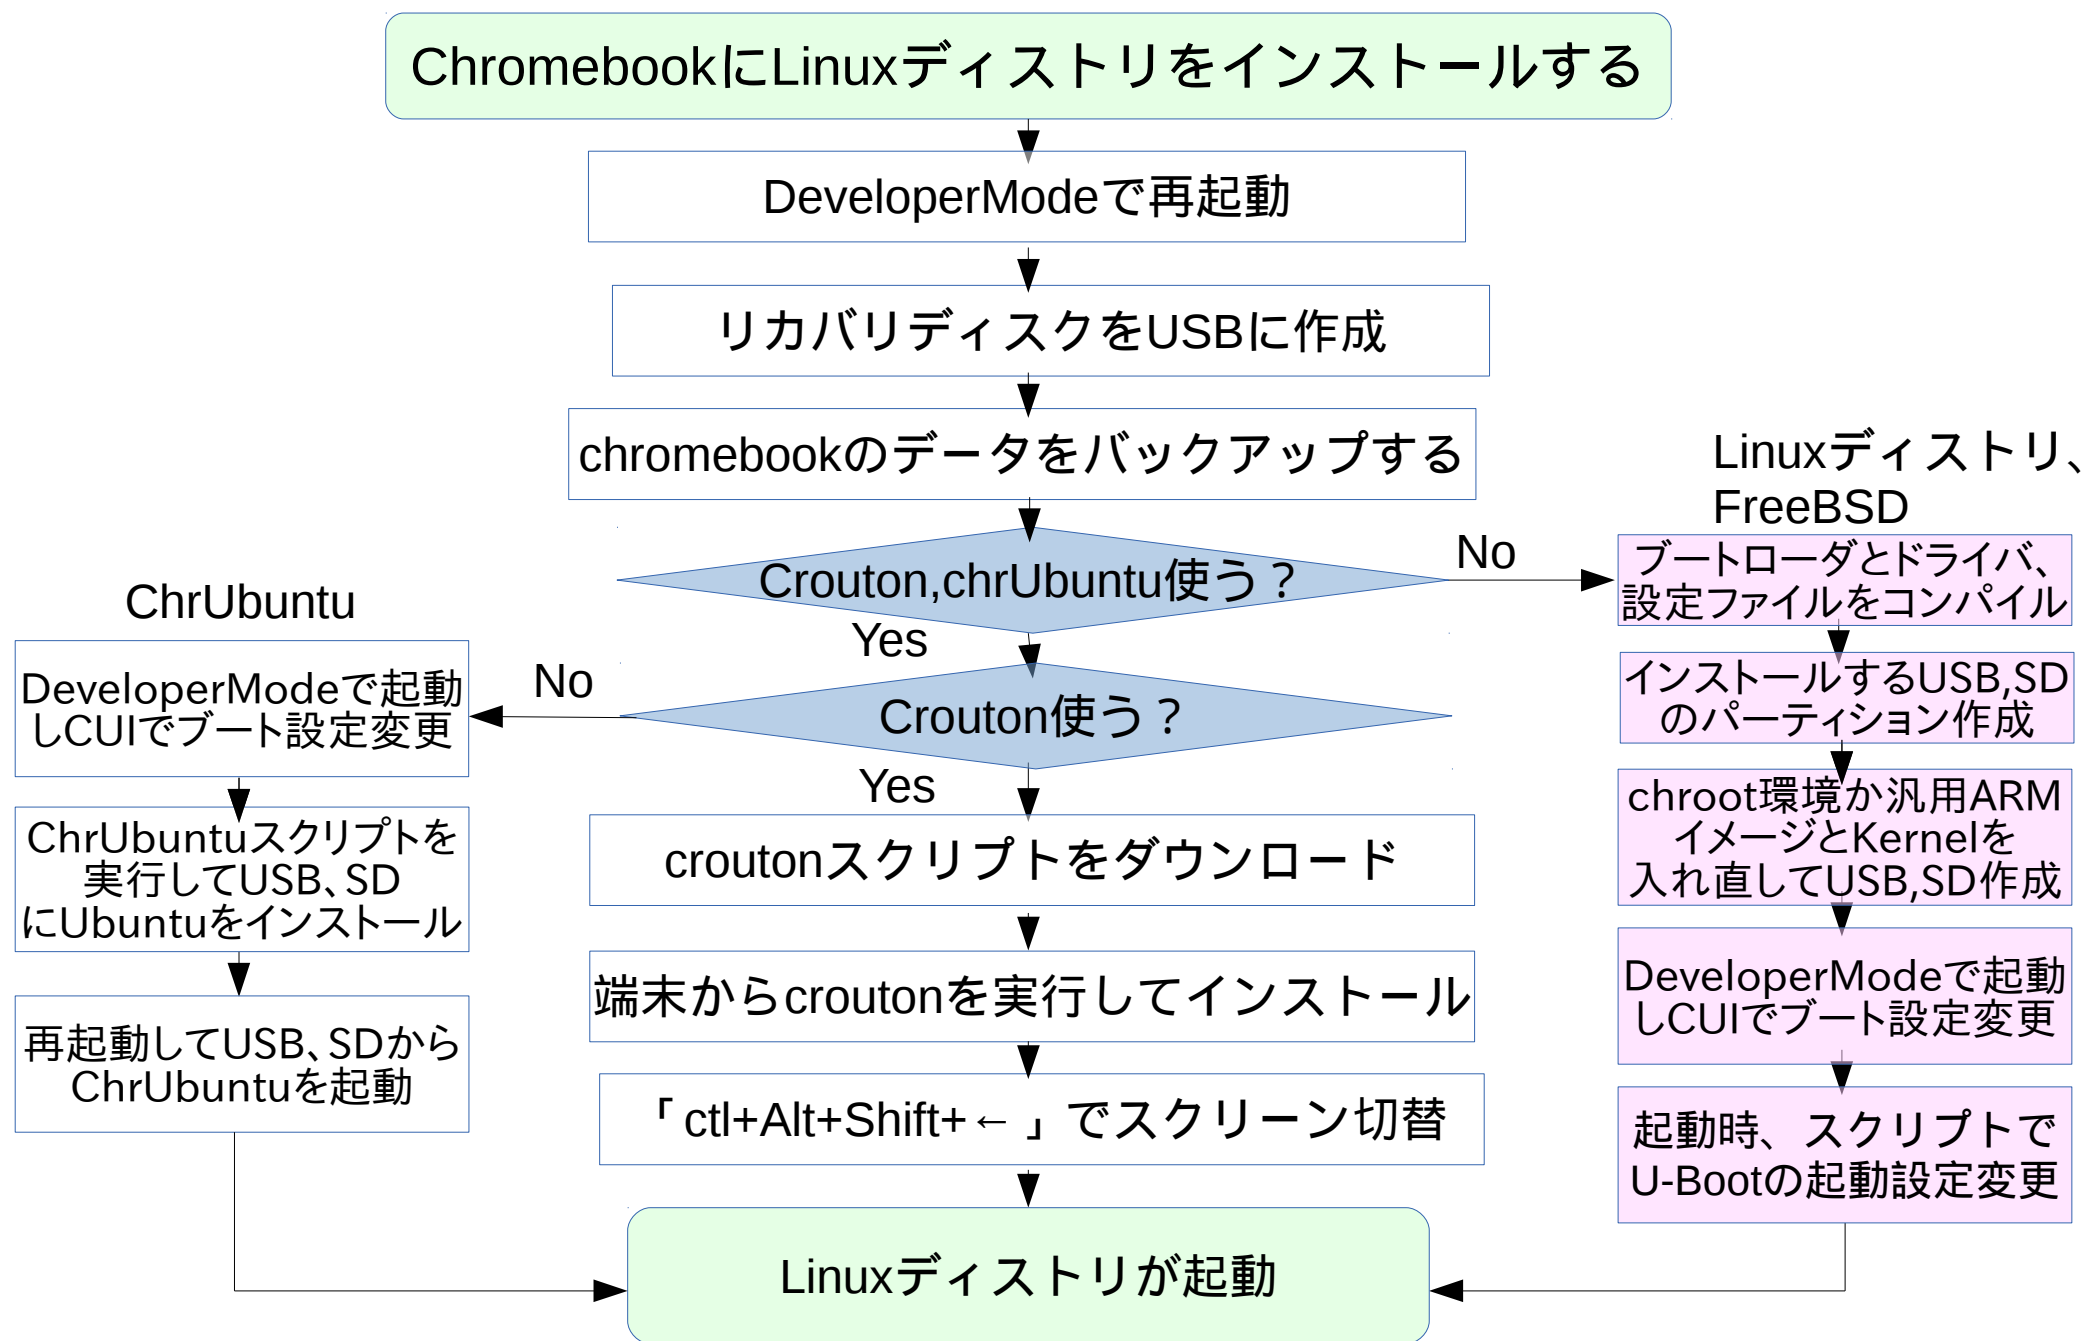 ChromebookにLinuxディストリをインストールする
DeveloperModeで再起動
リカバリディスクをUSBに作成
chromebookのデータをバックアップする
Crouton,chrUbuntu使う？
Yes
No
Crouton使う？
Yes
No
croutonスクリプトをダウンロード
端末からcroutonを実行してインストール
「ctl+Alt+Shift+←」でスクリーン切替
ChrUbuntu
DeveloperModeで起動
しCUIでブート設定変更
ChrUbuntuスクリプトを
実行してUSB、SD
にUbuntuをインストール
再起動してUSB、SDから
ChrUbuntuを起動
Linuxディストリ、
FreeBSD
ブートローダとドライバ、
設定ファイルをコンパイル
インストールするUSB,SD
のパーティション作成
chroot環境か汎用ARM
イメージとKernelを
入れ直してUSB,SD作成
DeveloperModeで起動
しCUIでブート設定変更
起動時、スクリプトで
U-Bootの起動設定変更
Linuxディストリが起動